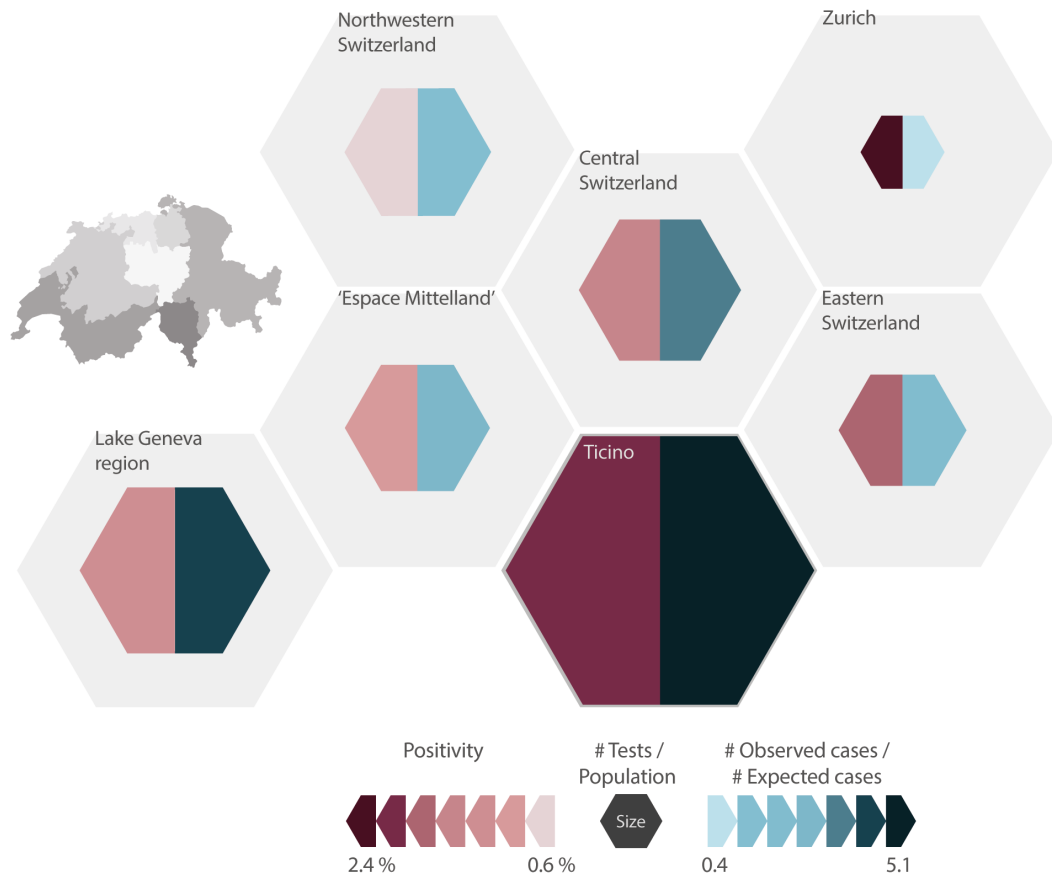 Northwestern
Switzerland
Zurich
Central
Switzerland
'Espace Mittelland'
Eastern
Switzerland
Lake Geneva
region
Ticino
Positivity
# Tests /
Population
# Observed cases /
# Expected cases
Size
2.4 %
0.6 %
0.4
5.1